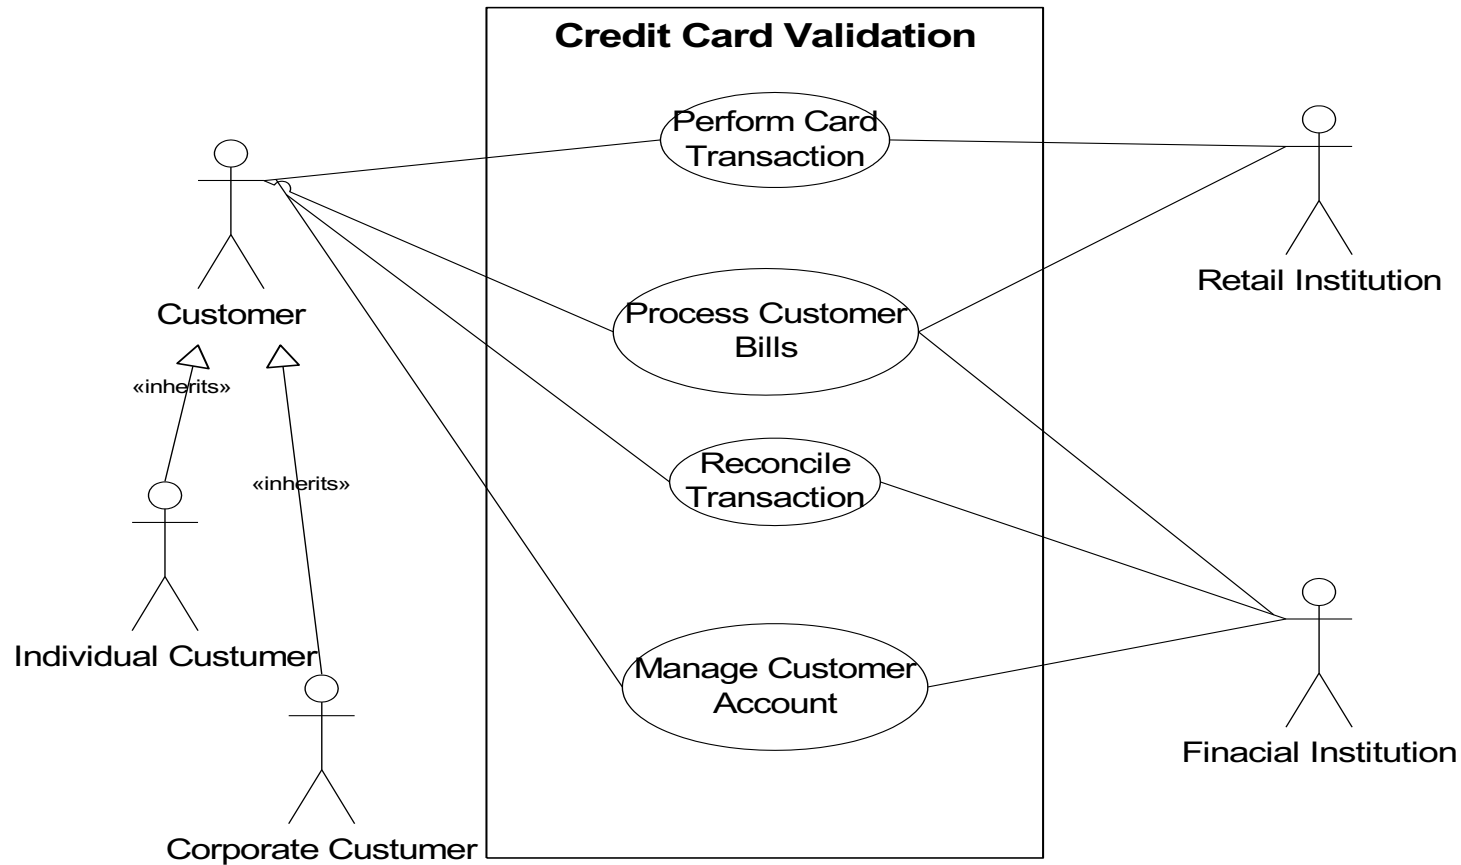 Credit Card Validation
Perform Card
Transaction
Retail Institution
Customer
Process Customer
Bills
«inherits»
«inherits»
Reconcile
Transaction
Individual Custumer
Manage Customer
Account
Finacial Institution
Corporate Custumer